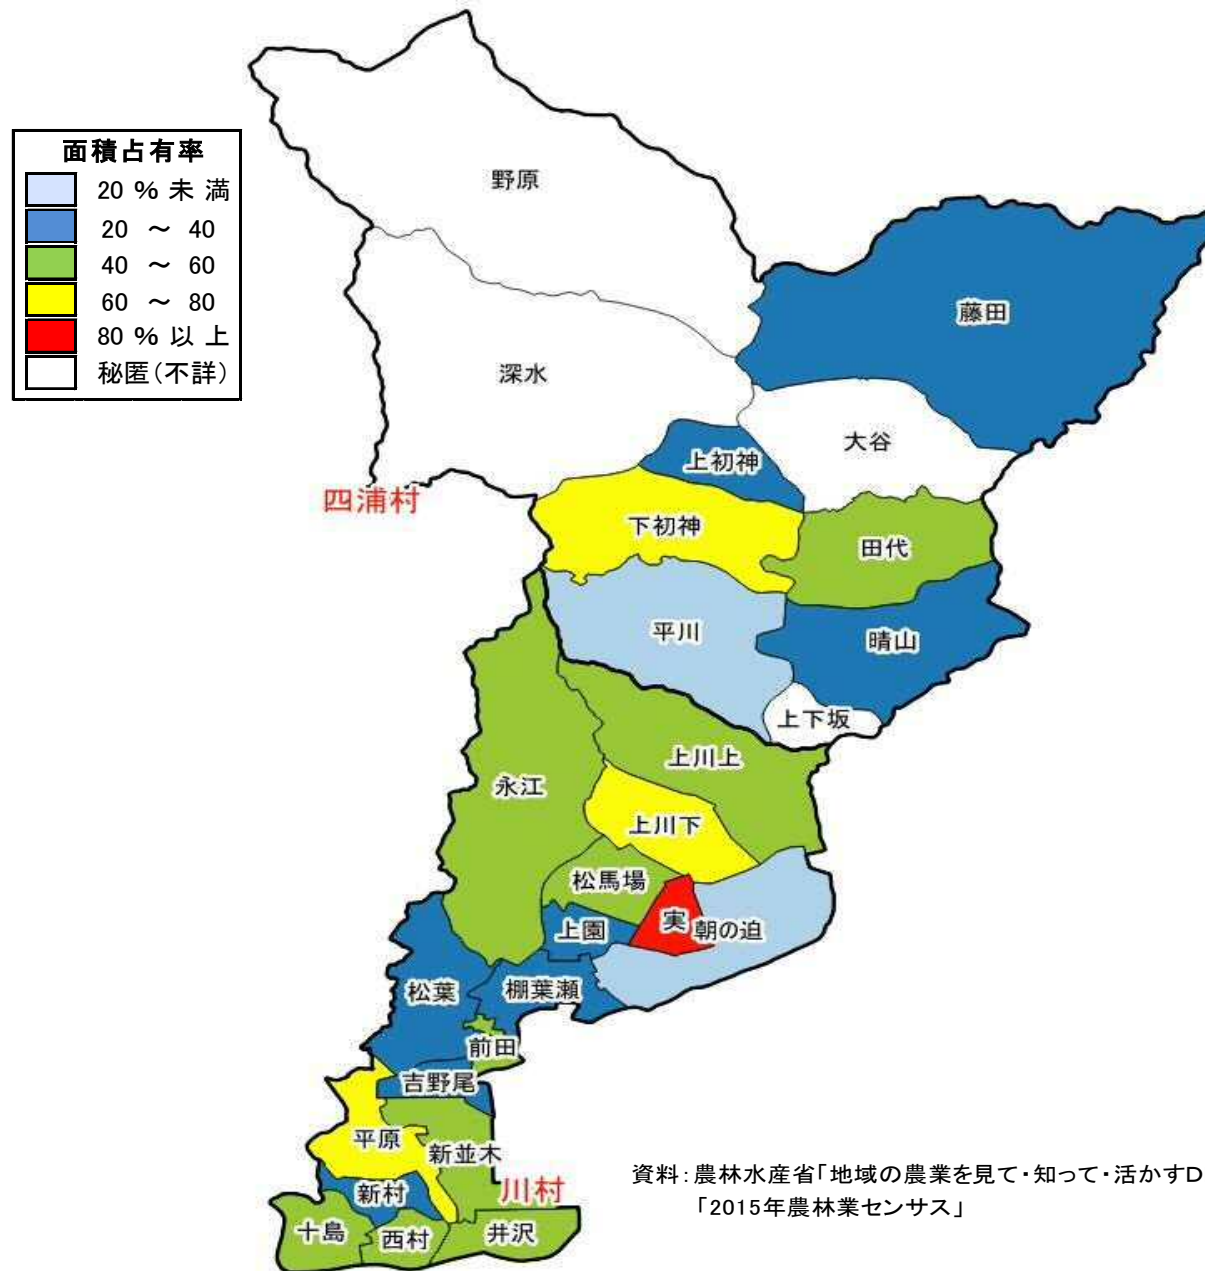 面積占有率
20 % 未 満
20 ～ 40
40 ～ 60
60 ～ 80
80 % 以 上
秘匿(不詳)
野原
藤田
深水
大谷
上初神
四浦村
下初神
田代
平川
晴山
上下坂
上川上
永江
上川下
松馬場
実
朝の迫
上園
松葉
棚葉瀬
前田
吉野尾
平原
新並木
新村
川村
十島
西村
井沢
資料：農林水産省「地域の農業を見て・知って・活かすD
「2015年農林業センサス」